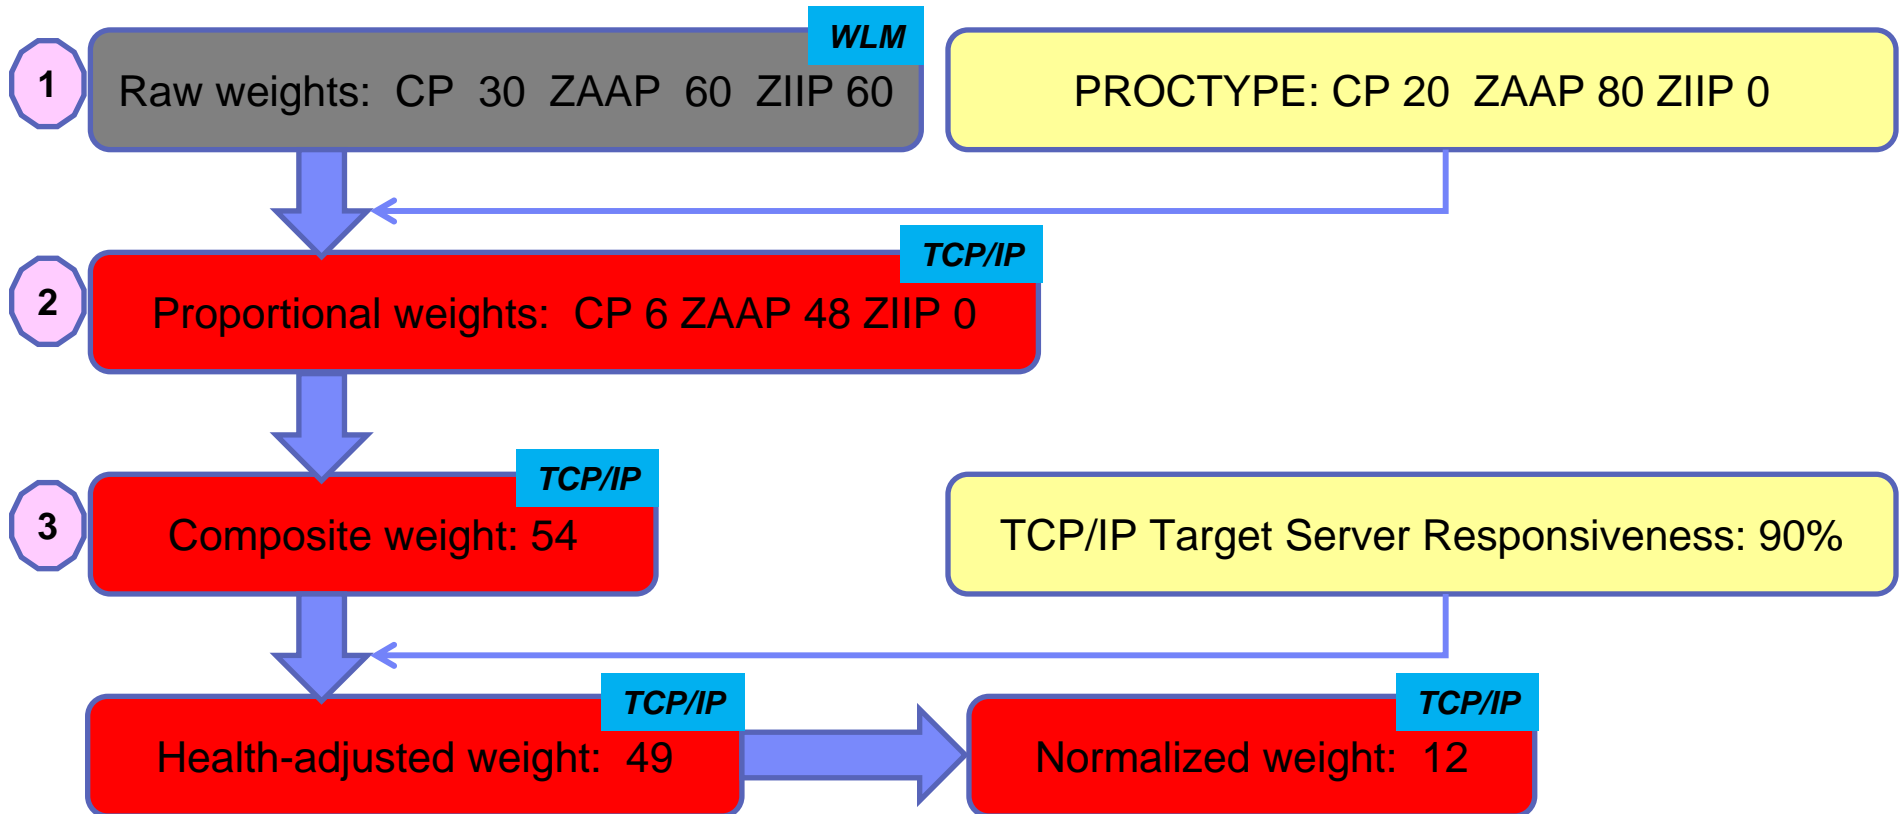 WLM
1
Raw weights: CP 30 ZAAP 60 ZIIP 60
PROCTYPE: CP 20 ZAAP 80 ZIIP 0
TCP/IP
2
Proportional weights: CP 6 ZAAP 48 ZIIP 0
TCP/IP
3
Composite weight: 54
TCP/IP Target Server Responsiveness: 90%
TCP/IP
Health-adjusted weight: 49
TCP/IP
Normalized weight: 12